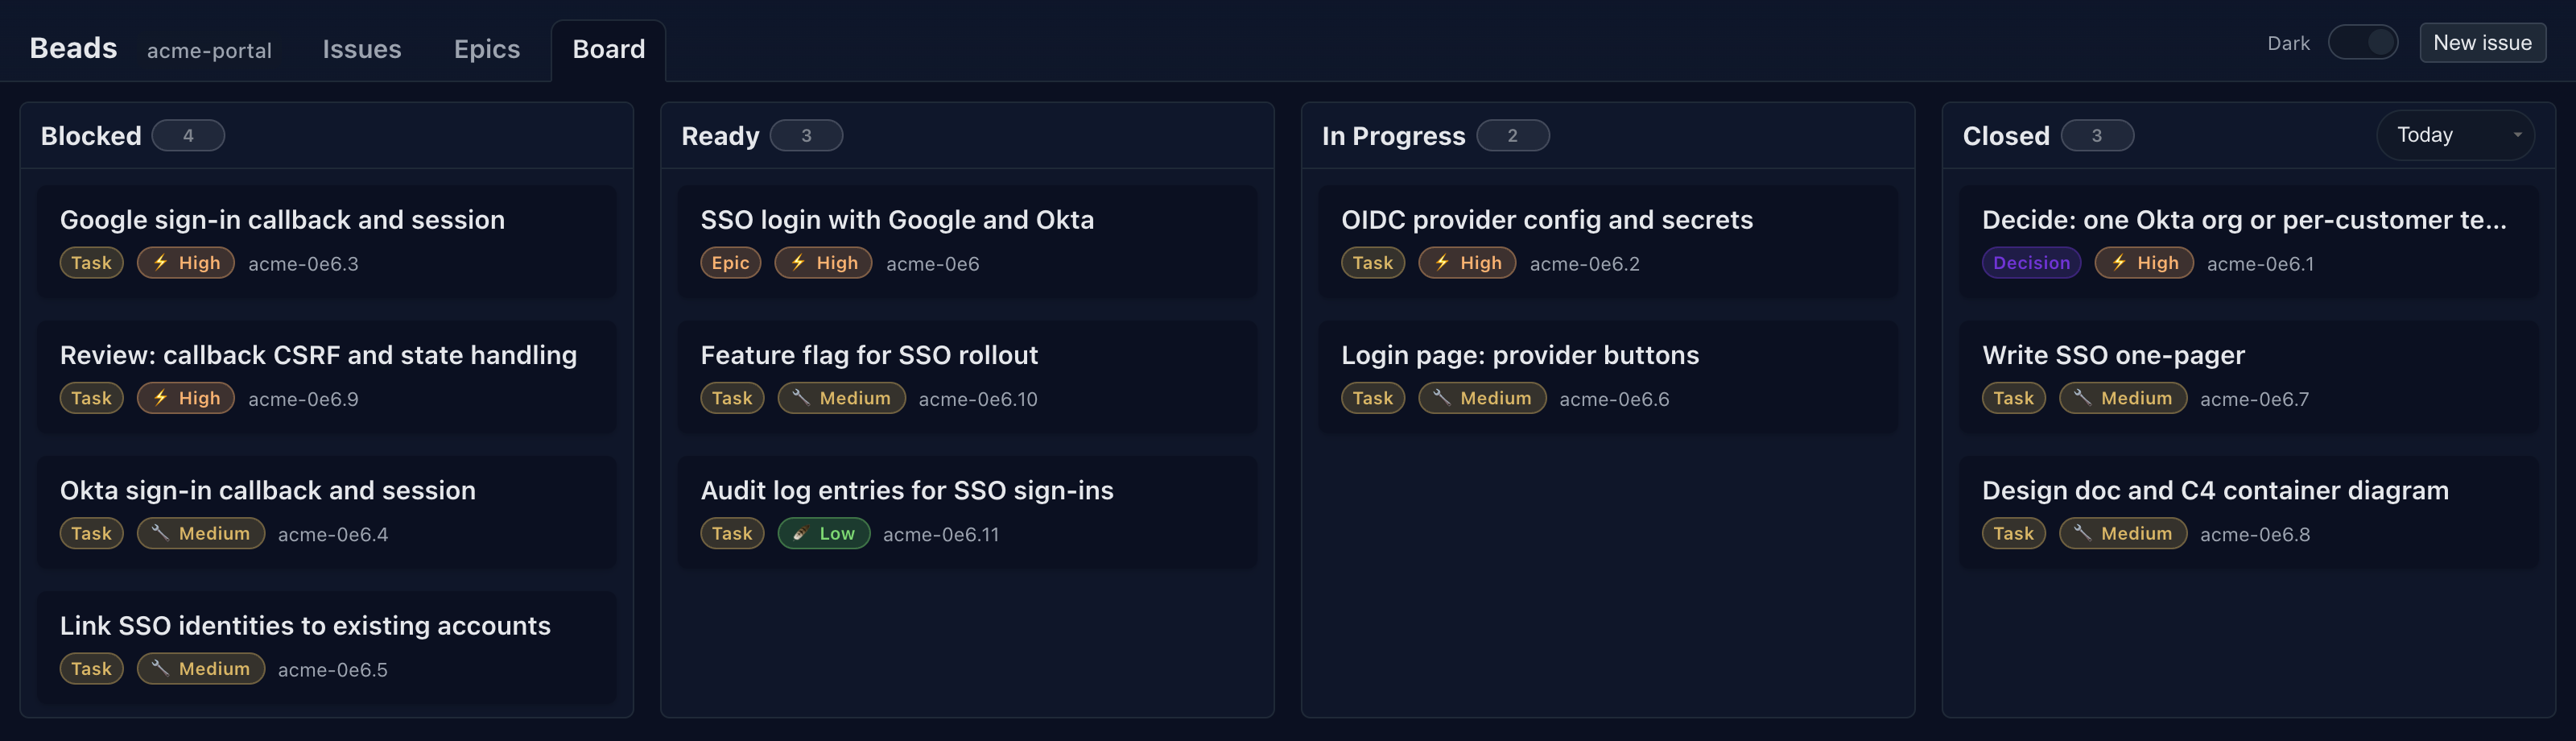 Beads acme-portal Issues Epics Board Dark New issue
Blocked 4
Google sign-in callback and session
Task ⚡ High acme-0e6.3
Review: callback CSRF and state handling
Task ⚡ High acme-0e6.9
Okta sign-in callback and session
Task 🔧 Medium acme-0e6.4
Link SSO identities to existing accounts
Task 🔧 Medium acme-0e6.5
Ready 3
SSO login with Google and Okta
Epic ⚡ High acme-0e6
Feature flag for SSO rollout
Task 🔧 Medium acme-0e6.10
Audit log entries for SSO sign-ins
Task 🪶 Low acme-0e6.11
In Progress 2
OIDC provider config and secrets
Task ⚡ High acme-0e6.2
Login page: provider buttons
Task 🔧 Medium acme-0e6.6
Closed 3 Today
Decide: one Okta org or per-customer te...
Decision ⚡ High acme-0e6.1
Write SSO one-pager
Task 🔧 Medium acme-0e6.7
Design doc and C4 container diagram
Task 🔧 Medium acme-0e6.8